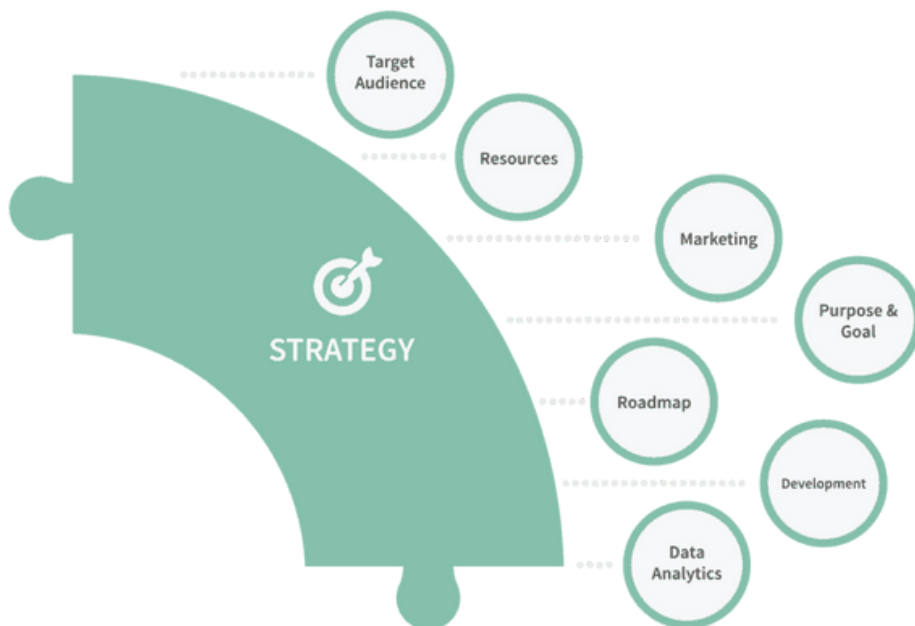 Target
Audience
Resources
Marketing
Purpose &
Goal
STRATEGY
Roadmap
Development
Data
Analytics